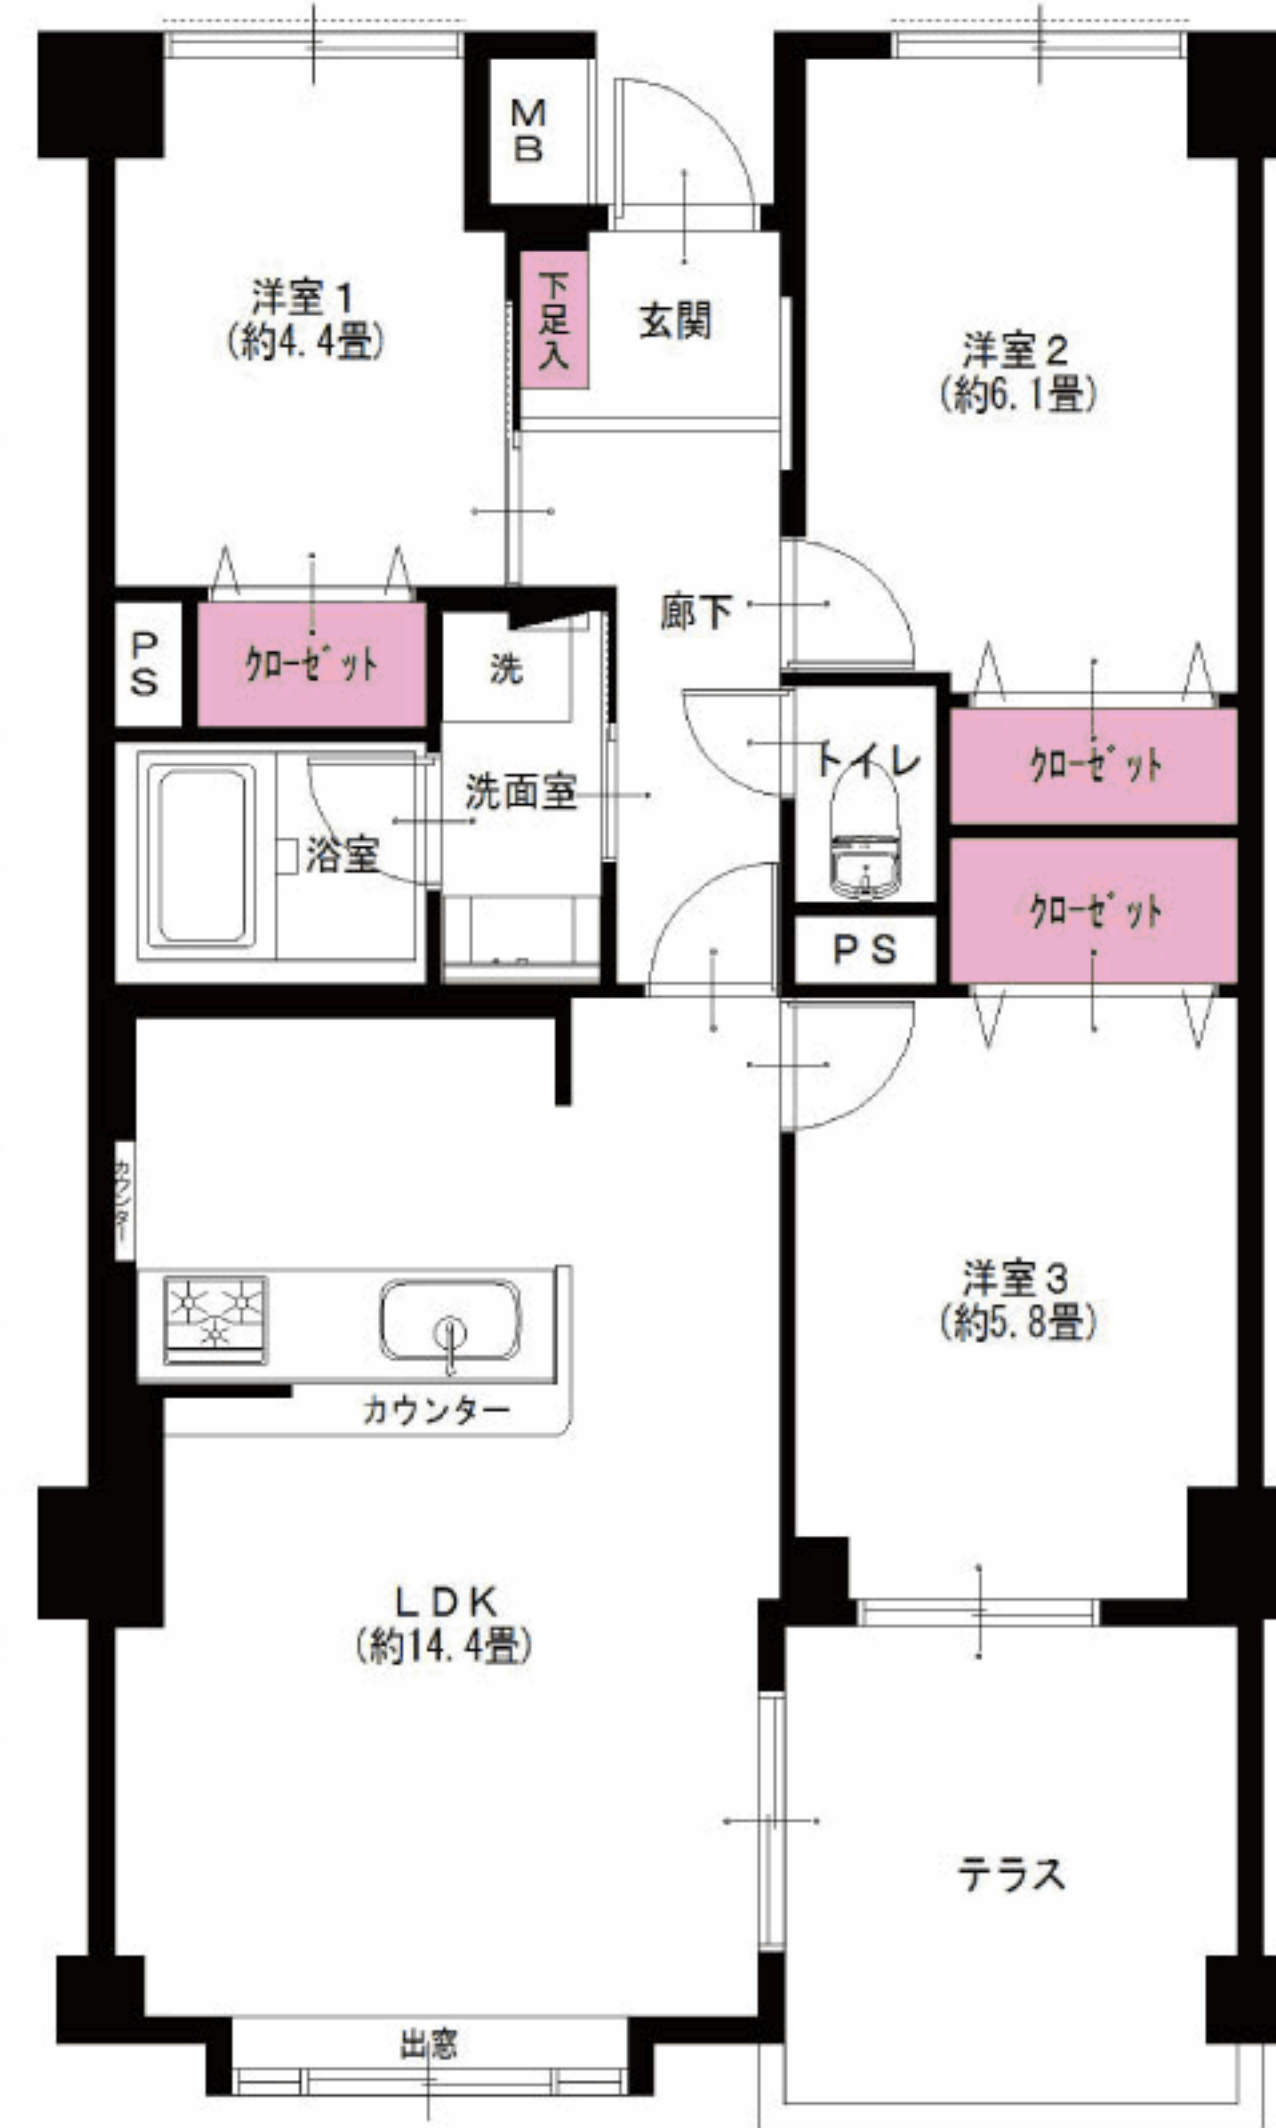 MB
洋室1
(約4.4畳)
下足入
玄関
洋室2
(約6.1畳)
廊下
PS
クローゼット
洗
トイレ
クローゼット
洗面室
浴室
クローゼット
PS
カウンター
洋室3
(約5.8畳)
カウンター
LDK
(約14.4畳)
テラス
出窓